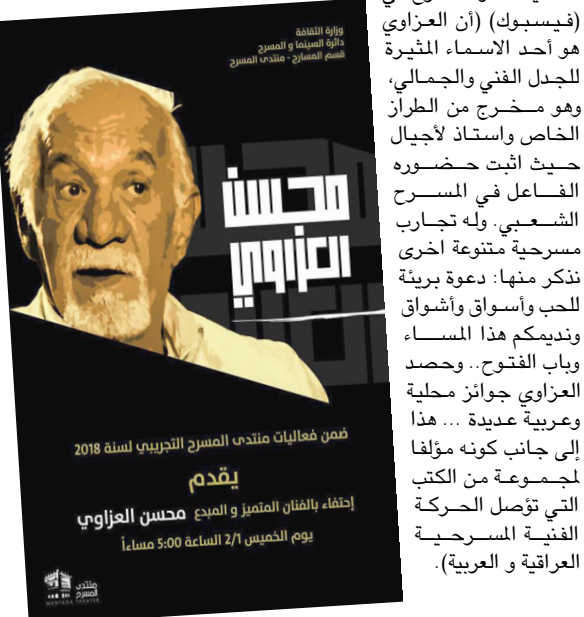 (فيسبوك) (أن العزاوي
هو أحد الاسماء المثيرة
للجدل الفني والجمالي،
وهو مخرج من الطراز
الخاص واستاذ لأجيال
حيث اثبت حضوره
الفاعل في المسرح
الشعبي. وله تجارب
مسرحية متنوعة اخرى
نذكر منها: دعوة بريئة
للحب وأسواق وأشواق
ونديمكم هذا المساء
وباب الفتوح.. وحصد
العزاوي جوائز محلية
وعربية عديدة ... هذا
إلى جانب كونه مؤلفا
لمجموعة من الكتب
التي تؤصل الحركة
الفنية المسرحية
العراقية و العربية).
وزارة الثقافة
دائرة السينما و المسرح
قسم المسارح - منتدى المسرح
محسن
العزاوي
ضمن فعاليات منتدى المسرح التجريبي لسنة 2018
يقدم
إحتفاء بالفنان المتميز و المبدع محسن العزاوي
يوم الخميس 2/1 الساعة 5:00 مساءاً
منتدى
المسرح
MUNTADA THEATER